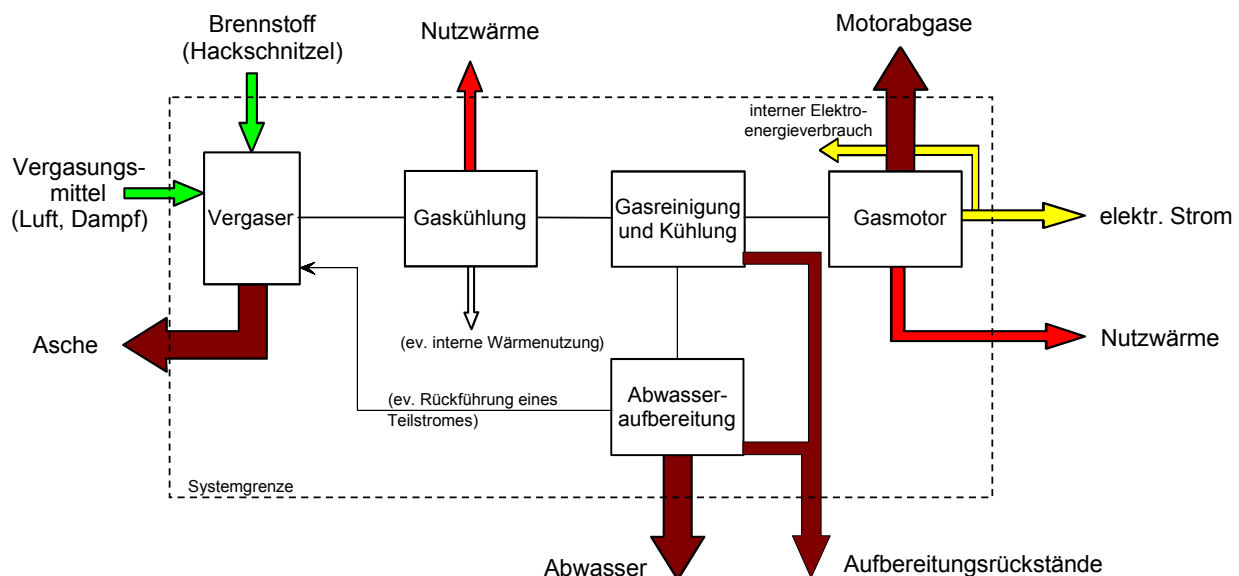 Brennstoff
(Hackschnitzel)
Nutzwärme
Motorabgase
interner Elektro-
energieverbrauch
Vergasungs-
mittel
(Luft, Dampf)
Vergaser
Gaskühlung
Gasreinigung
und Kühlung
Gasmotor
elektr. Strom
Asche
(ev. interne Wärmenutzung)
Nutzwärme
(ev. Rückführung eines
Teilstromes)
Abwasser-
aufbereitung
Systemgrenze
Abwasser
Aufbereitungsrückstände